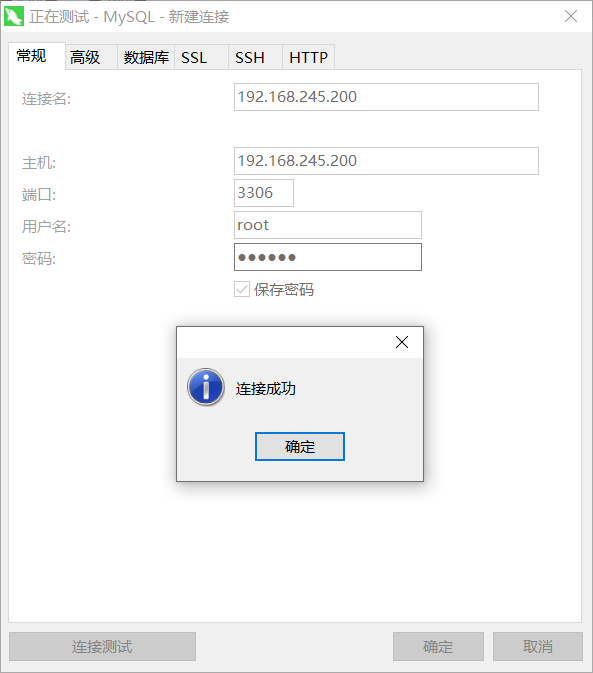 正在测试 - MySQL - 新建连接
常规 高级 数据库 SSL SSH HTTP
连接名: 192.168.245.200
主机: 192.168.245.200
端口: 3306
用户名: root
密码: ●●●●●●
保存密码
连接成功
确定
连接测试 确定 取消